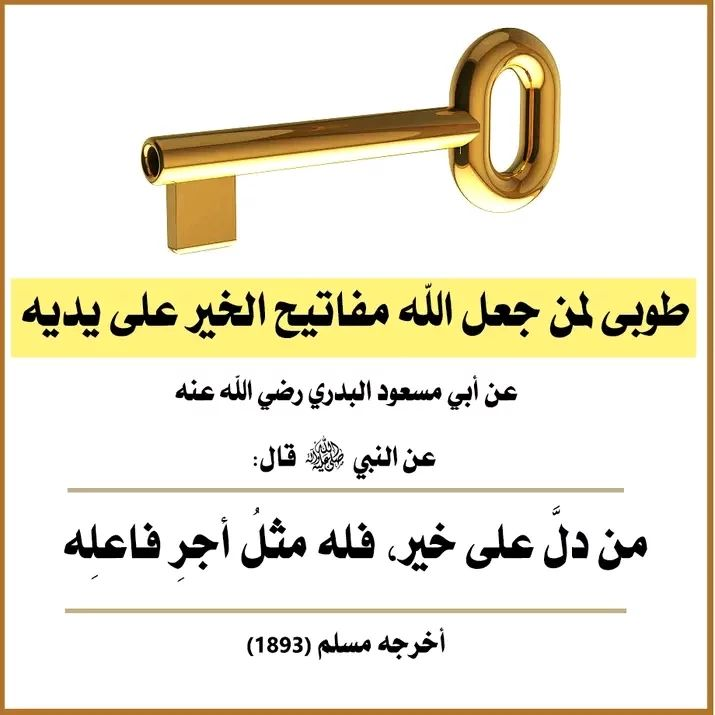 طوبى لمن جعل الله مفاتيح الخير على يديه
عن أبي مسعود البدري رضي الله عنه
عن النبي ﷺ قال:
من دلَّ على خير، فله مثلُ أجرِ فاعلِه
أخرجه مسلم (1893)